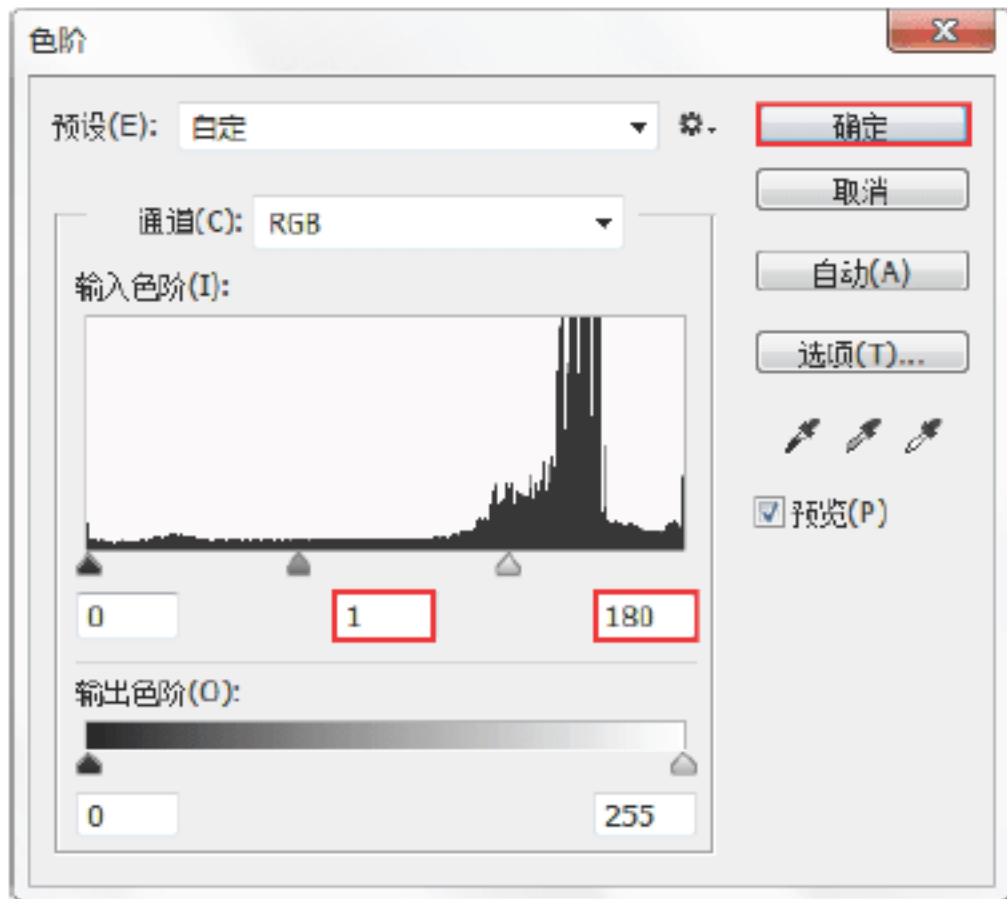 色阶
预设(E): 自定
确定
取消
通道(C): RGB
自动(A)
输入色阶(I):
选项(T)...
预览(P)
0 1 180
输出色阶(O):
0 255